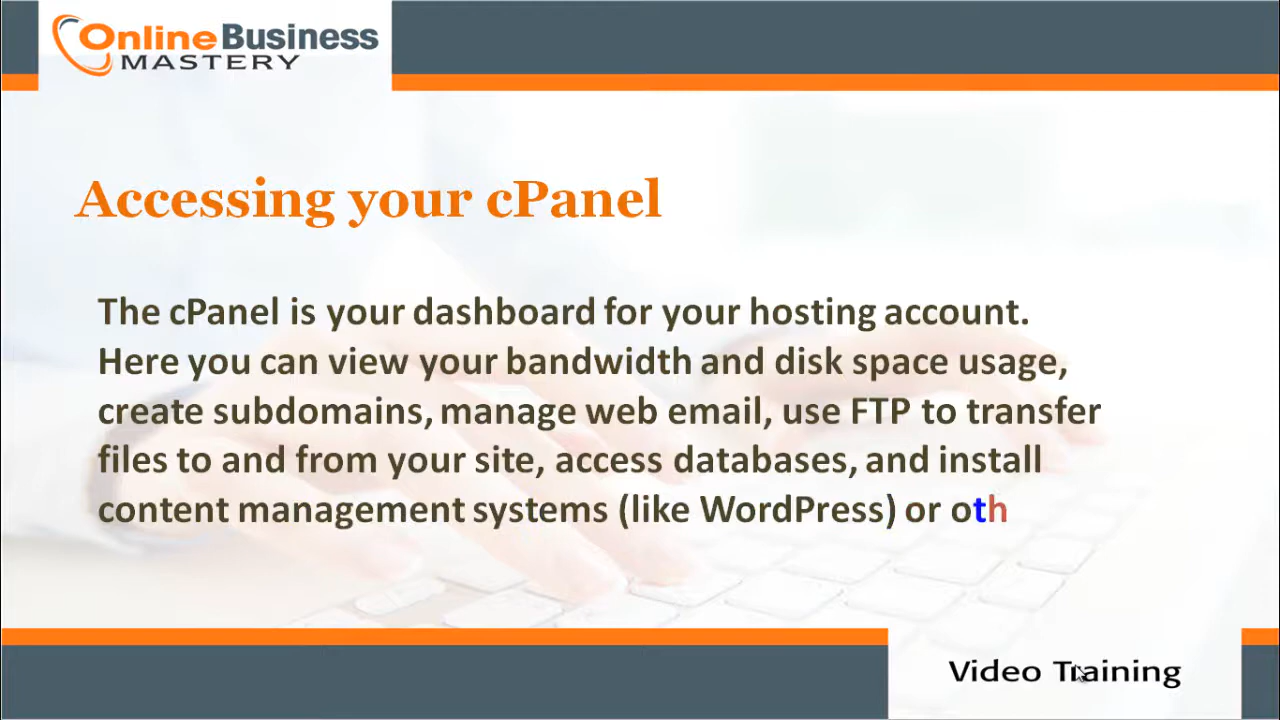 Online Business
MASTERY
Accessing your cPanel
The cPanel is your dashboard for your hosting account.
Here you can view your bandwidth and disk space usage,
create subdomains, manage web email, use FTP to transfer
files to and from your site, access databases, and install
content management systems (like WordPress) or oth
Video Training